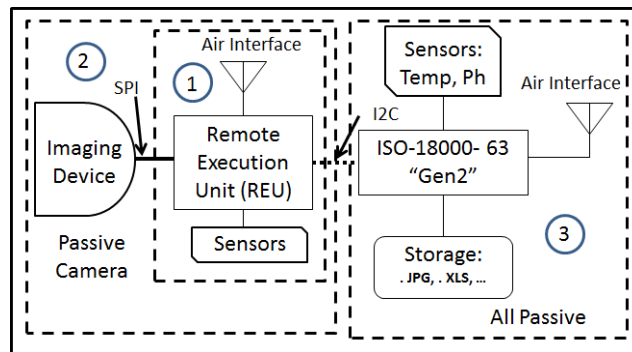 2
1
Air Interface
SPI
Imaging
Device
Remote
Execution
Unit (REU)
Sensors
Passive
Camera
I2C
Sensors:
Temp, Ph
Air Interface
ISO-18000- 63
“Gen2”
Storage:
. JPG, . XLS, ...
3
All Passive